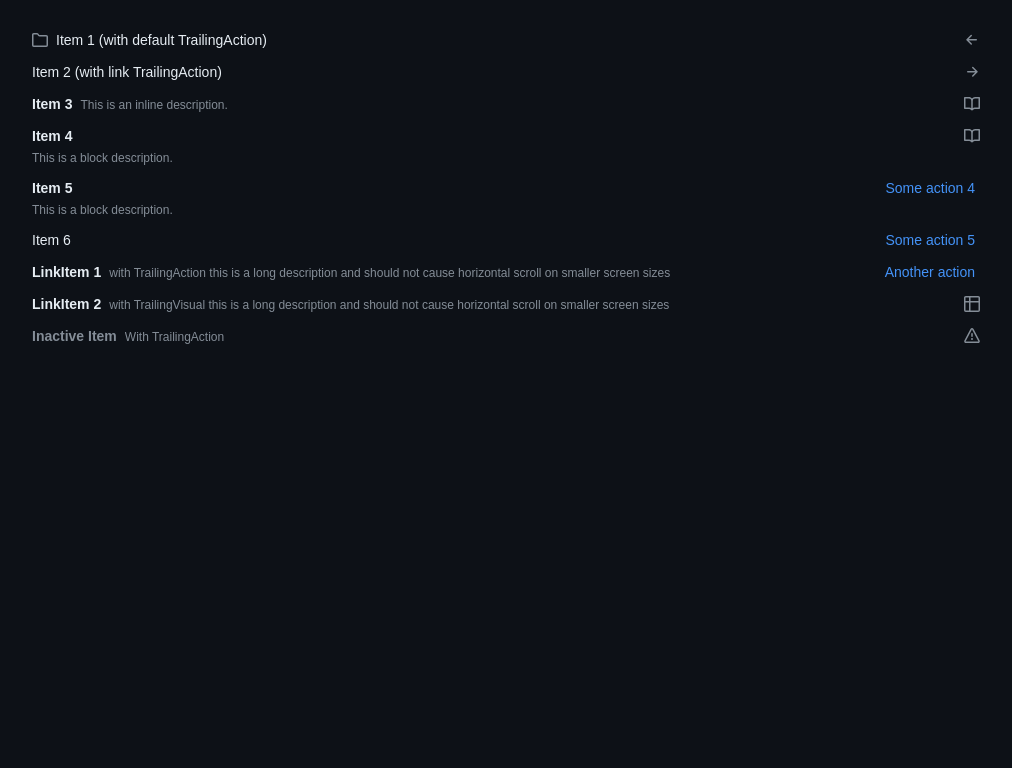 Item 1 (with default TrailingAction)
Item 2 (with link TrailingAction)
Item 3 This is an inline description.
Item 4
This is a block description.
Item 5 Some action 4
This is a block description.
Item 6 Some action 5
LinkItem 1 with TrailingAction this is a long description and should not cause horizontal scroll on smaller screen sizes Another action
LinkItem 2 with TrailingVisual this is a long description and should not cause horizontal scroll on smaller screen sizes
Inactive Item With TrailingAction